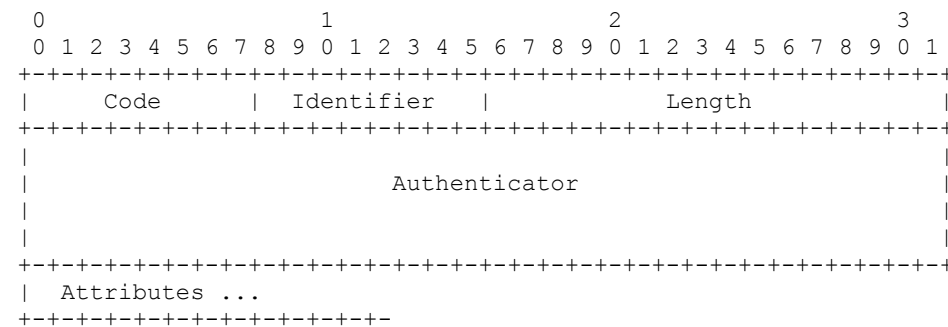 0                   1                   2                   3
 0 1 2 3 4 5 6 7 8 9 0 1 2 3 4 5 6 7 8 9 0 1 2 3 4 5 6 7 8 9 0 1
+-+-+-+-+-+-+-+-+-+-+-+-+-+-+-+-+-+-+-+-+-+-+-+-+-+-+-+-+-+-+-+-+
|     Code      |  Identifier   |            Length             |
+-+-+-+-+-+-+-+-+-+-+-+-+-+-+-+-+-+-+-+-+-+-+-+-+-+-+-+-+-+-+-+-+
|                                                               |
|                         Authenticator                         |
|                                                               |
|                                                               |
+-+-+-+-+-+-+-+-+-+-+-+-+-+-+-+-+-+-+-+-+-+-+-+-+-+-+-+-+-+-+-+-+
|  Attributes ...
+-+-+-+-+-+-+-+-+-+-+-+-+-